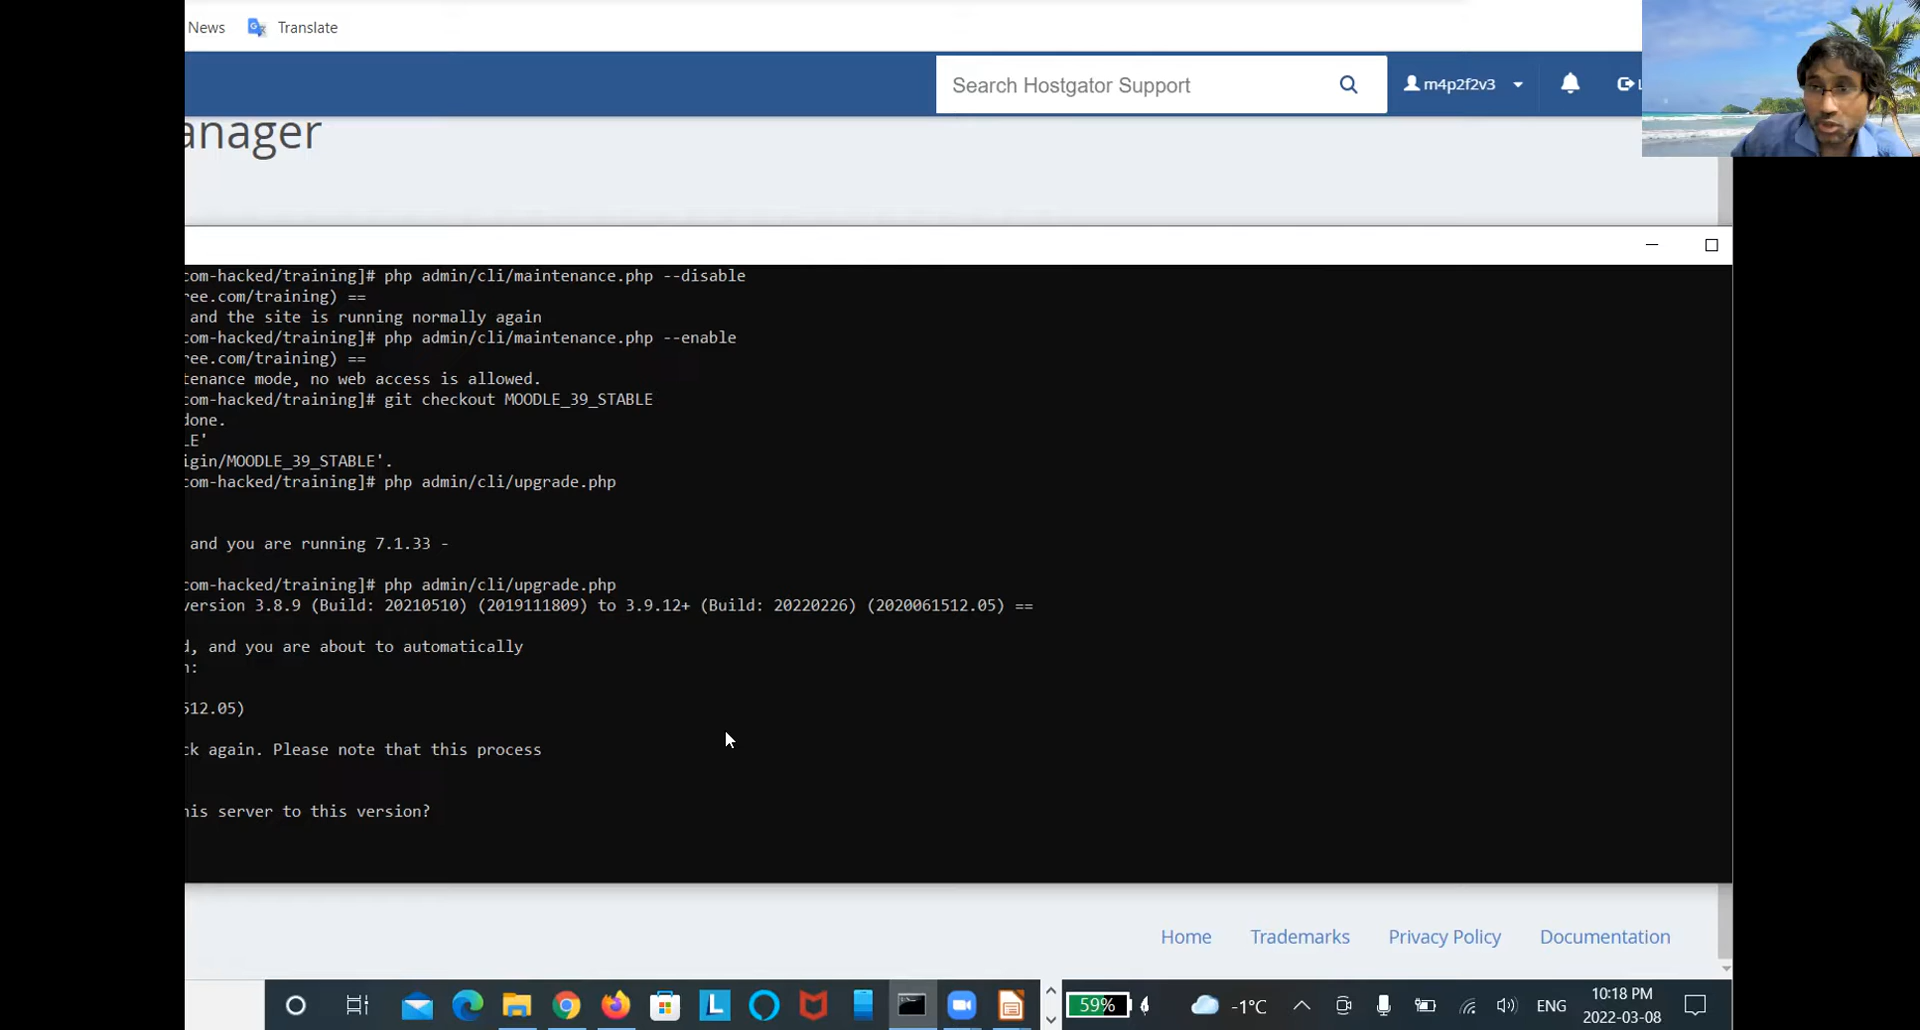 News Translate
Search Hostgator Support
m4p2f2v3
anager
com-hacked/training]# php admin/cli/maintenance.php --disable
ree.com/training) ==
and the site is running normally again
com-hacked/training]# php admin/cli/maintenance.php --enable
ree.com/training) ==
tenance mode, no web access is allowed.
com-hacked/training]# git checkout MOODLE_39_STABLE
done.
LE'
igin/MOODLE_39_STABLE'.
com-hacked/training]# php admin/cli/upgrade.php
and you are running 7.1.33 -
com-hacked/training]# php admin/cli/upgrade.php
version 3.8.9 (Build: 20210510) (2019111809) to 3.9.12+ (Build: 20220226) (2020061512.05) ==
d, and you are about to automatically
n:
512.05)
ck again. Please note that this process
his server to this version?
Home Trademarks Privacy Policy Documentation
L
59%
-1°C
ENG
10:18 PM
2022-03-08